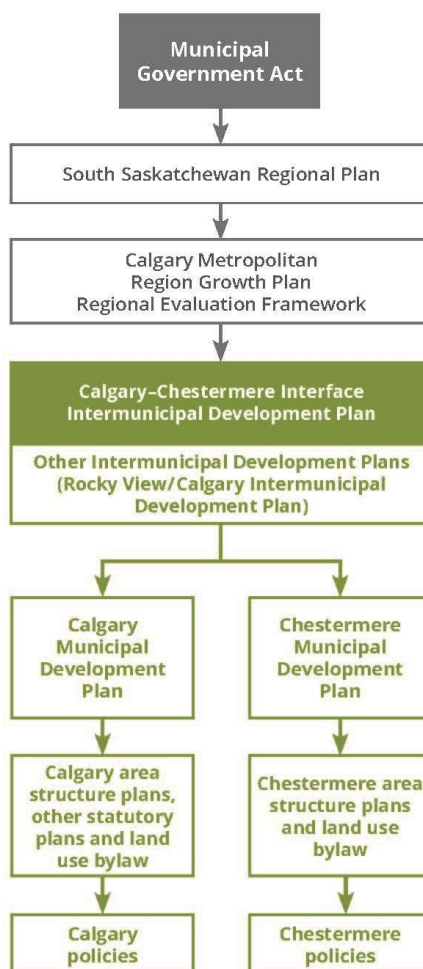 Municipal
Government Act
South Saskatchewan Regional Plan
Calgary Metropolitan
Region Growth Plan
Regional Evaluation Framework
Calgary–Chestermere Interface
Intermunicipal Development Plan
Other Intermunicipal Development Plans
(Rocky View/Calgary Intermunicipal
Development Plan)
Calgary
Municipal
Development
Plan
Chestermere
Municipal
Development
Plan
Calgary area
structure plans,
other statutory
plans and land
use bylaw
Chestermere area
structure plans
and land use
bylaw
Calgary
policies
Chestermere
policies